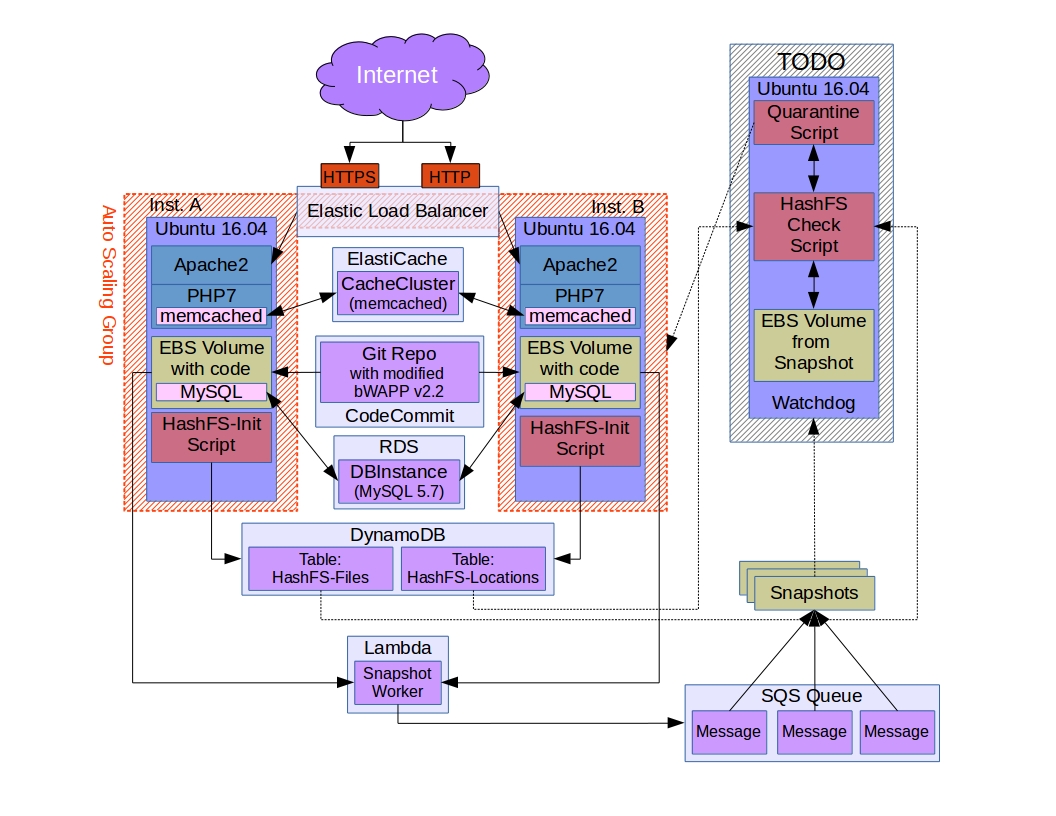 Internet
HTTPS
HTTP
Elastic Load Balancer
Auto Scaling Group
Inst. A
Ubuntu 16.04
Apache2
PHP7
memcached
EBS Volume
with code
MySQL
HashFS-Init
Script
ElastiCache
CacheCluster
(memcached)
Git Repo
with modified
bWAPP v2.2
CodeCommit
RDS
DBInstance
(MySQL 5.7)
Inst. B
Ubuntu 16.04
Apache2
PHP7
memcached
EBS Volume
with code
MySQL
HashFS-Init
Script
DynamoDB
Table:
HashFS-Files
Table:
HashFS-Locations
Lambda
Snapshot
Worker
TODO
Ubuntu 16.04
Quarantine
Script
HashFS
Check
Script
EBS Volume
from
Snapshot
Watchdog
Snapshots
SQS Queue
Message
Message
Message